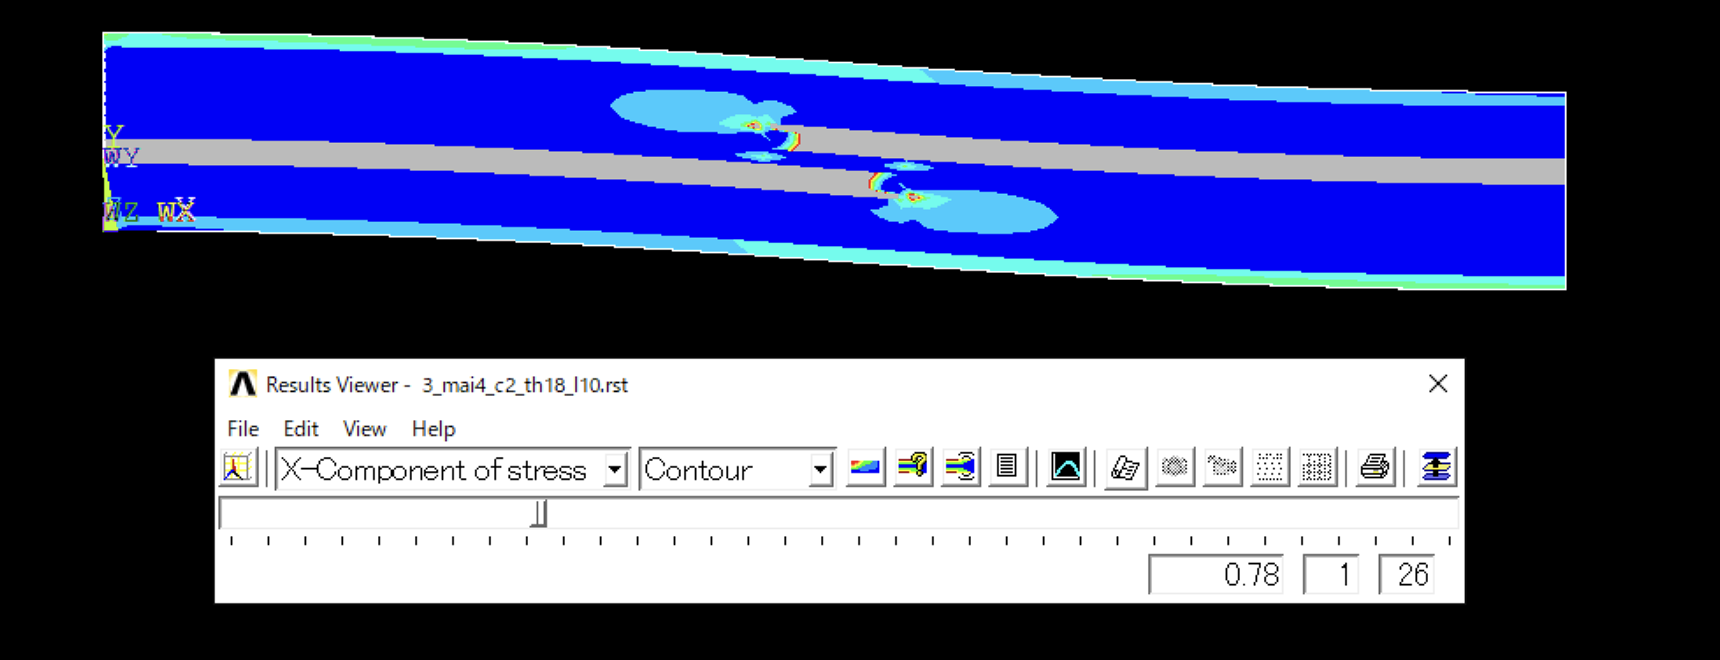 Y
WY
WZ WX
Results Viewer - 3_mai4_c2_th18_l10.rst
File Edit View Help
X-Component of stress Contour
0.78 1 26